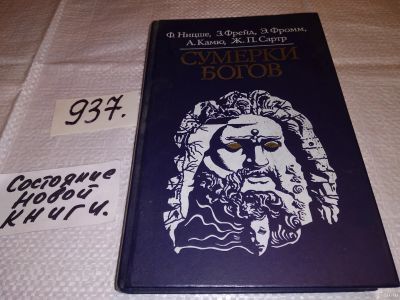 Ф. Ницше, З. Фрейд, Э. Фромм,
А. Камю, Ж. П. Сартр
СУМЕРКИ
БОГОВ
937.
Состояние
Новой
книги.